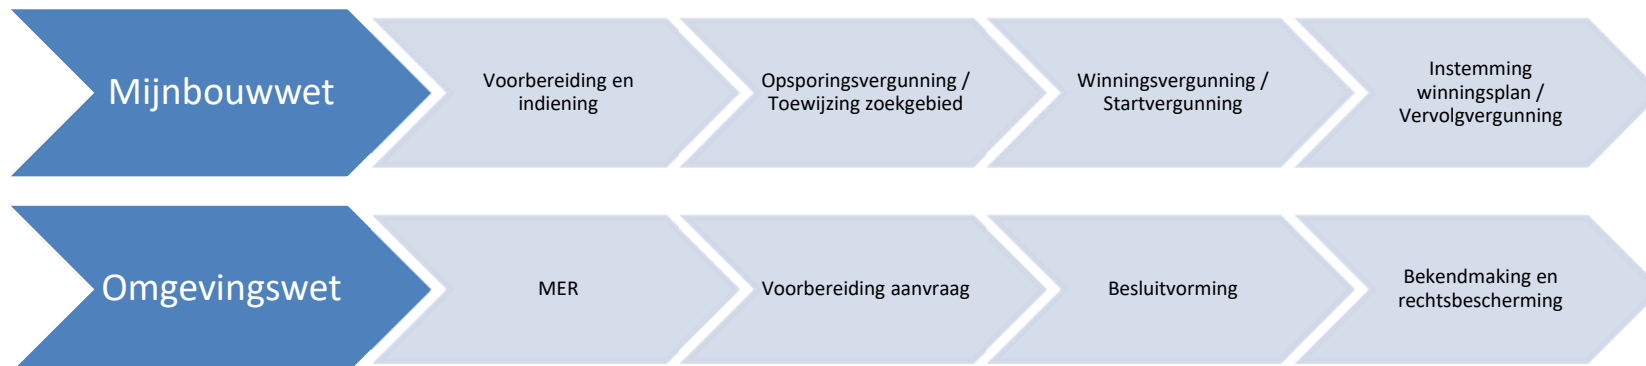 Mijnbouwwet
Voorbereiding en
indiening
Opsporingsvergunning /
Toewijzing zoekgebied
Winningsvergunning /
Startvergunning
Instemming
winningsplan /
Vervolgvergunning
Omgevingswet
MER
Voorbereiding aanvraag
Besluitvorming
Bekendmaking en
rechtsbescherming